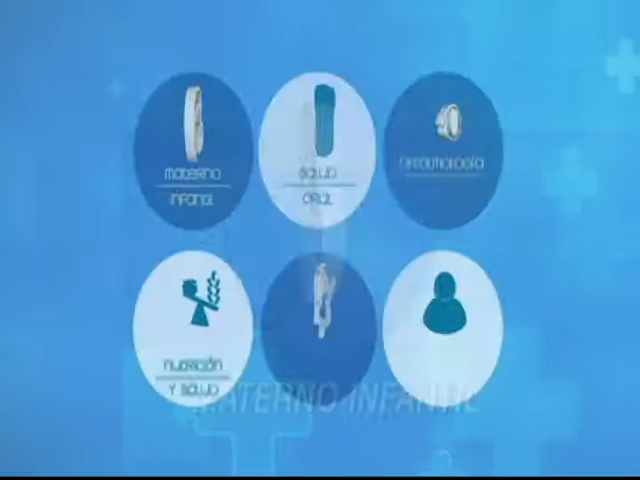 MATERNO
INFANTIL
SALUD
ORAL
OFTALMOLOGÍA
NUTRICIÓN
Y SALUD
MATERNO INFANTIL